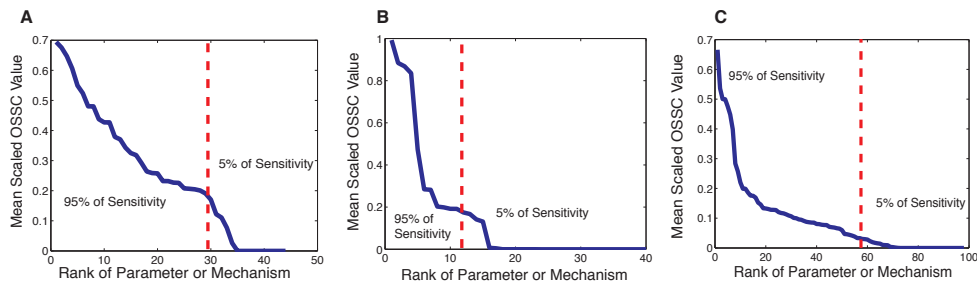 A
Mean Scaled OSSC Value
0.7
0.6
0.5
0.4
0.3
0.2
0.1
0
95% of Sensitivity
5% of Sensitivity
0 10 20 30 40 50
Rank of Parameter or Mechanism
B
Mean Scaled OSSC Value
1
0.8
0.6
0.4
0.2
0
95% of
Sensitivity
5% of Sensitivity
0 10 20 30 40
Rank of Parameter or Mechanism
C
Mean Scaled OSSC Value
0.7
0.6
0.5
0.4
0.3
0.2
0.1
0
95% of Sensitivity
5% of Sensitivity
0 20 40 60 80 100
Rank of Parameter or Mechanism